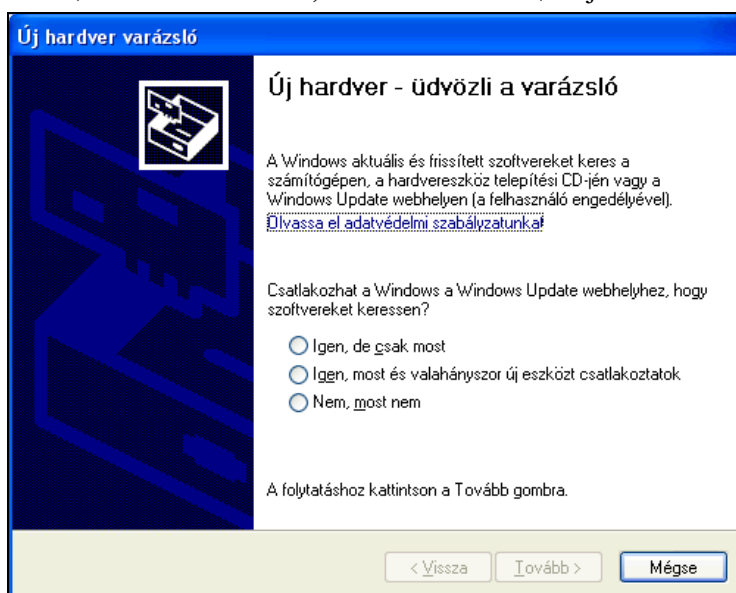 Új hardver varázsló
Új hardver - üdvözli a varázsló
A Windows aktuális és frissített szoftvereket keres a
számítógépen, a hardvereszköz telepítési CD-jén vagy a
Windows Update webhelyen (a felhasználó engedélyével).
Olvassa el adatvédelmi szabályzatunkat
Csatlakozhat a Windows a Windows Update webhelyhez, hogy
szoftvereket keressen?
Igen, de csak most
Igen, most és valahányszor új eszközt csatlakoztatok
Nem, most nem
A folytatáshoz kattintson a Tovább gombra.
< Vissza
Tovább >
Mégse